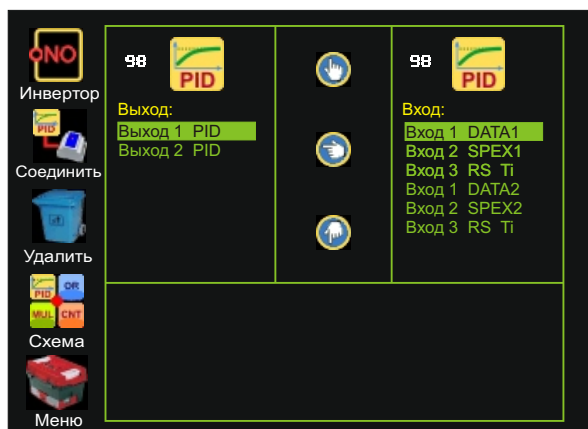 NO
Инвертор
PID
Соединить
Удалить
PID OR
MUL CNT
Схема
Меню
98 PID
Выход:
Выход 1 PID
Выход 2 PID
98 PID
Вход:
Вход 1 DATA1
Вход 2 SPEX1
Вход 3 RS Ti
Вход 1 DATA2
Вход 2 SPEX2
Вход 3 RS Ti